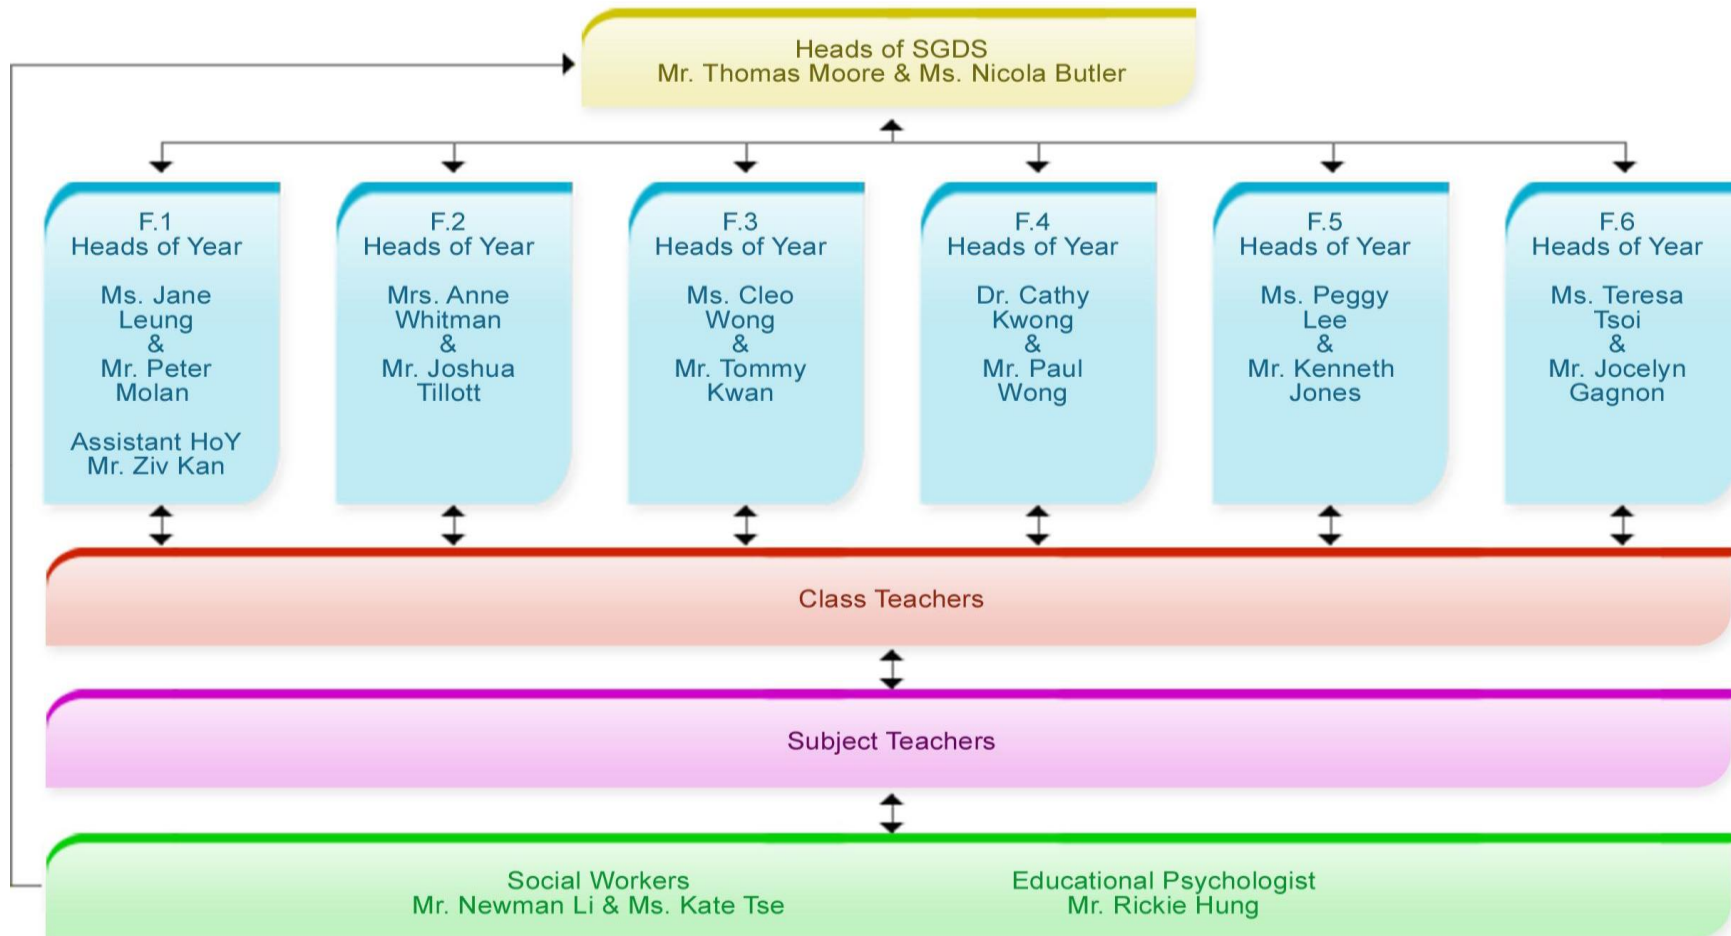 Heads of SGDS
Mr. Thomas Moore & Ms. Nicola Butler
F.1
Heads of Year
Ms. Jane
Leung
&
Mr. Peter
Molan
Assistant HoY
Mr. Ziv Kan
F.2
Heads of Year
Mrs. Anne
Whitman
&
Mr. Joshua
Tillott
F.3
Heads of Year
Ms. Cleo
Wong
&
Mr. Tommy
Kwan
F.4
Heads of Year
Dr. Cathy
Kwong
&
Mr. Paul
Wong
F.5
Heads of Year
Ms. Peggy
Lee
&
Mr. Kenneth
Jones
F.6
Heads of Year
Ms. Teresa
Tsoi
&
Mr. Jocelyn
Gagnon
Class Teachers
Subject Teachers
Social Workers
Mr. Newman Li & Ms. Kate Tse
Educational Psychologist
Mr. Rickie Hung